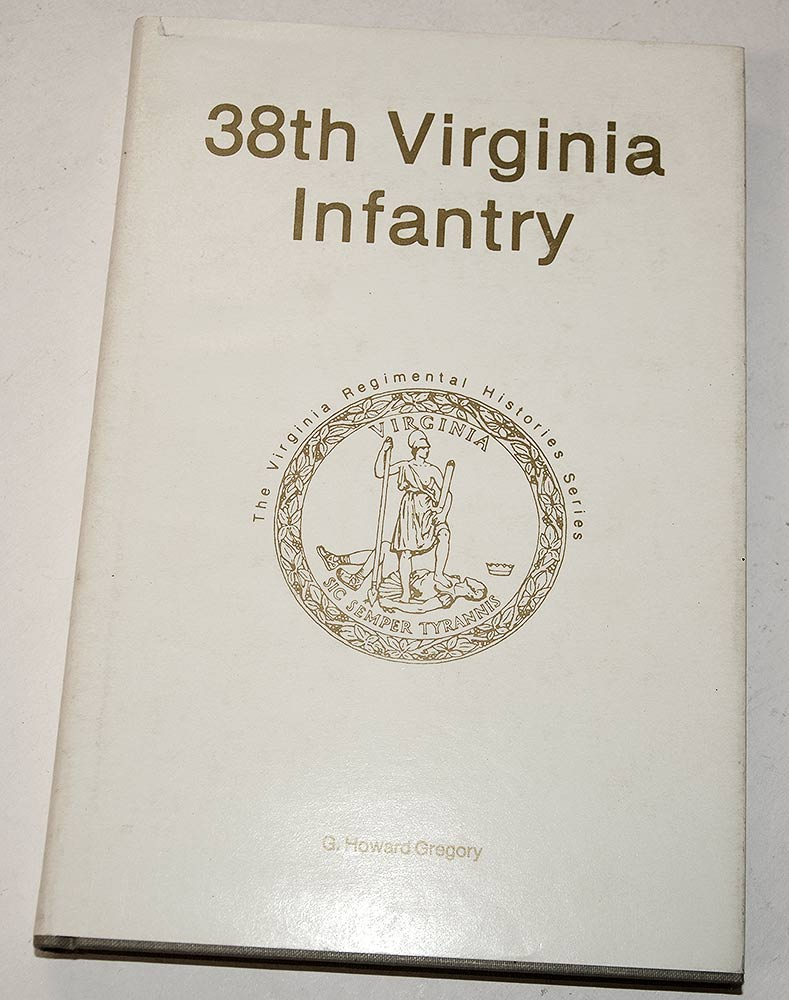 38th Virginia
Infantry
The Virginia Regimental Histories Series
VIRGINIA
SIC SEMPER TYRANNIS
G. Howard Gregory